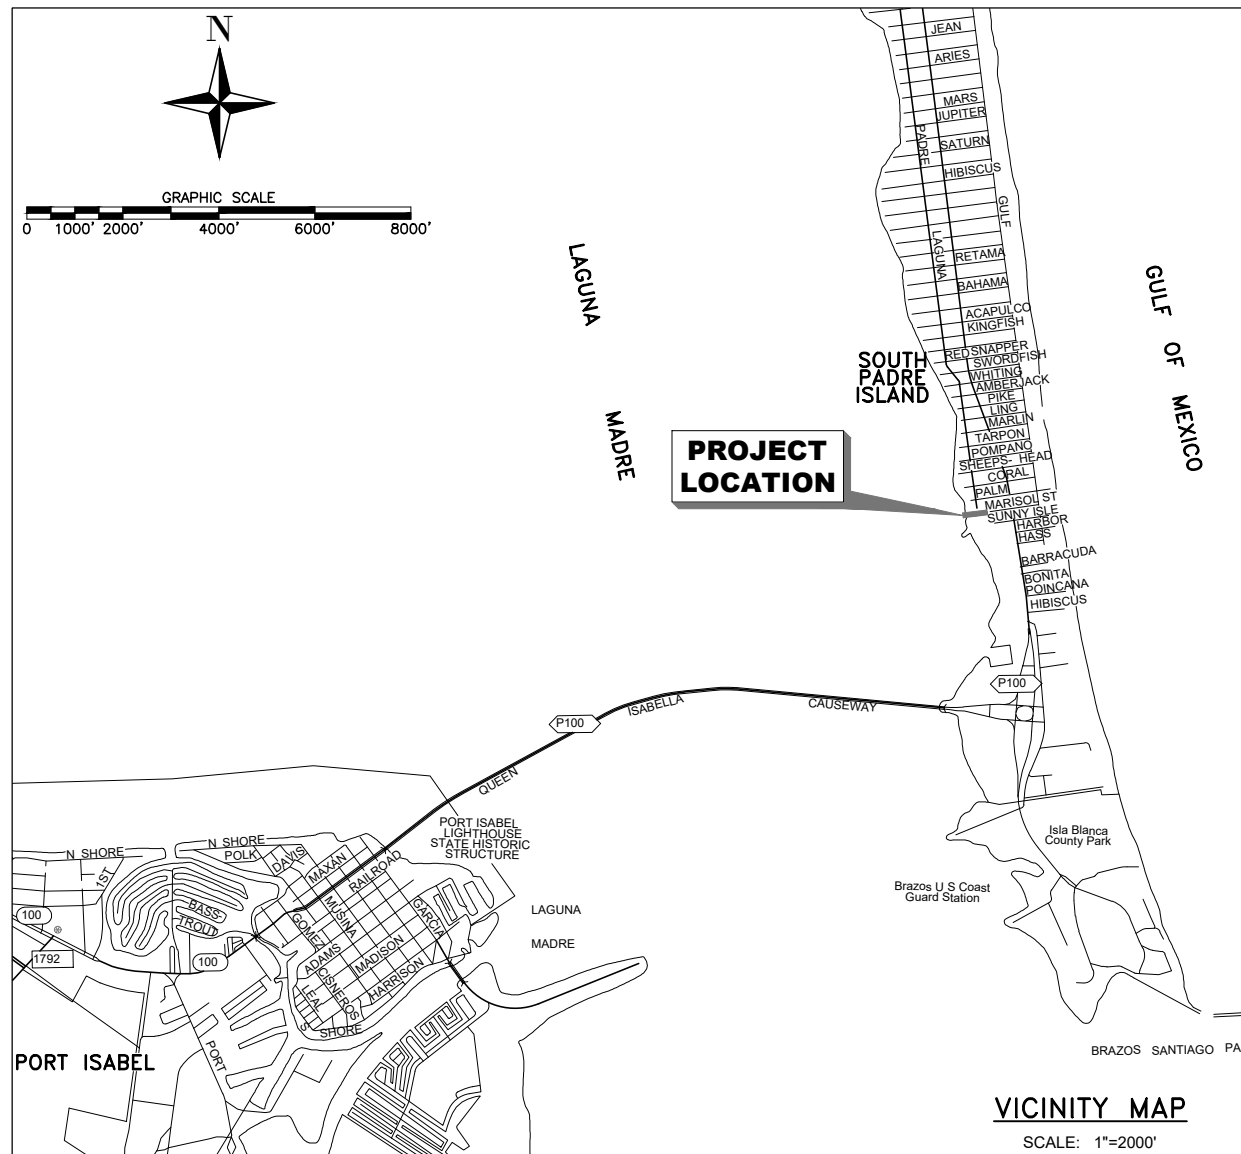 N
GRAPHIC SCALE
0 1000' 2000' 4000' 6000' 8000'
JEAN
ARIES
MARS
JUPITER
PADRE
SATURN
HIBISCUS
GULF
LAGUNA
RETAMA
BAHAMA
ACAPULCO
KINGFISH
RED SNAPPER
SWORDFISH
WHITING
AMBERJACK
PIKE
LING
MARLIN
TARPON
POMPANO
SHEEPS- HEAD
CORAL
PALM
MARISOL ST
SUNNY ISLE
HARBOR
HASS
BARRACUDA
BONITA
POINCANA
HIBISCUS
LAGUNA
MADRE
GULF OF MEXICO
SOUTH
PADRE
ISLAND
PROJECT
LOCATION
P100
P100
QUEEN ISABELLA CAUSEWAY
PORT ISABEL
LIGHTHOUSE
STATE HISTORIC
STRUCTURE
Isla Blanca
County Park
Brazos U S Coast
Guard Station
LAGUNA
MADRE
N SHORE
N SHORE
POLK
DAVIS
MAXAN
RAILROAD
1ST
BASS
TROUT
MUSINA
GARCIA
GOMEZ
ADAMS
MADISON
HARRISON
CISNEROS
LEAL
S SHORE
100
100
1792
PORT
PORT ISABEL
BRAZOS SANTIAGO PA
VICINITY MAP
SCALE: 1"=2000'